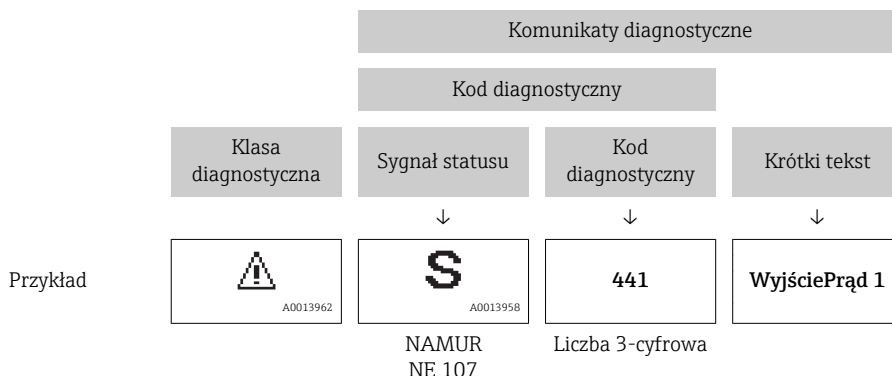 Komunikaty diagnostyczne
Kod diagnostyczny
Klasa
diagnostyczna
Sygnał statusu
Kod
diagnostyczny
Krótki tekst
Przykład
A0013962
S
A0013958
441
WyjściePrąd 1
NAMUR
NE 107
Liczba 3-cyfrowa